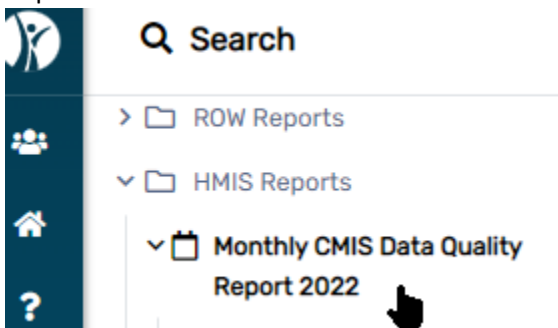 Search
ROW Reports
HMIS Reports
Monthly CMIS Data Quality
Report 2022
?